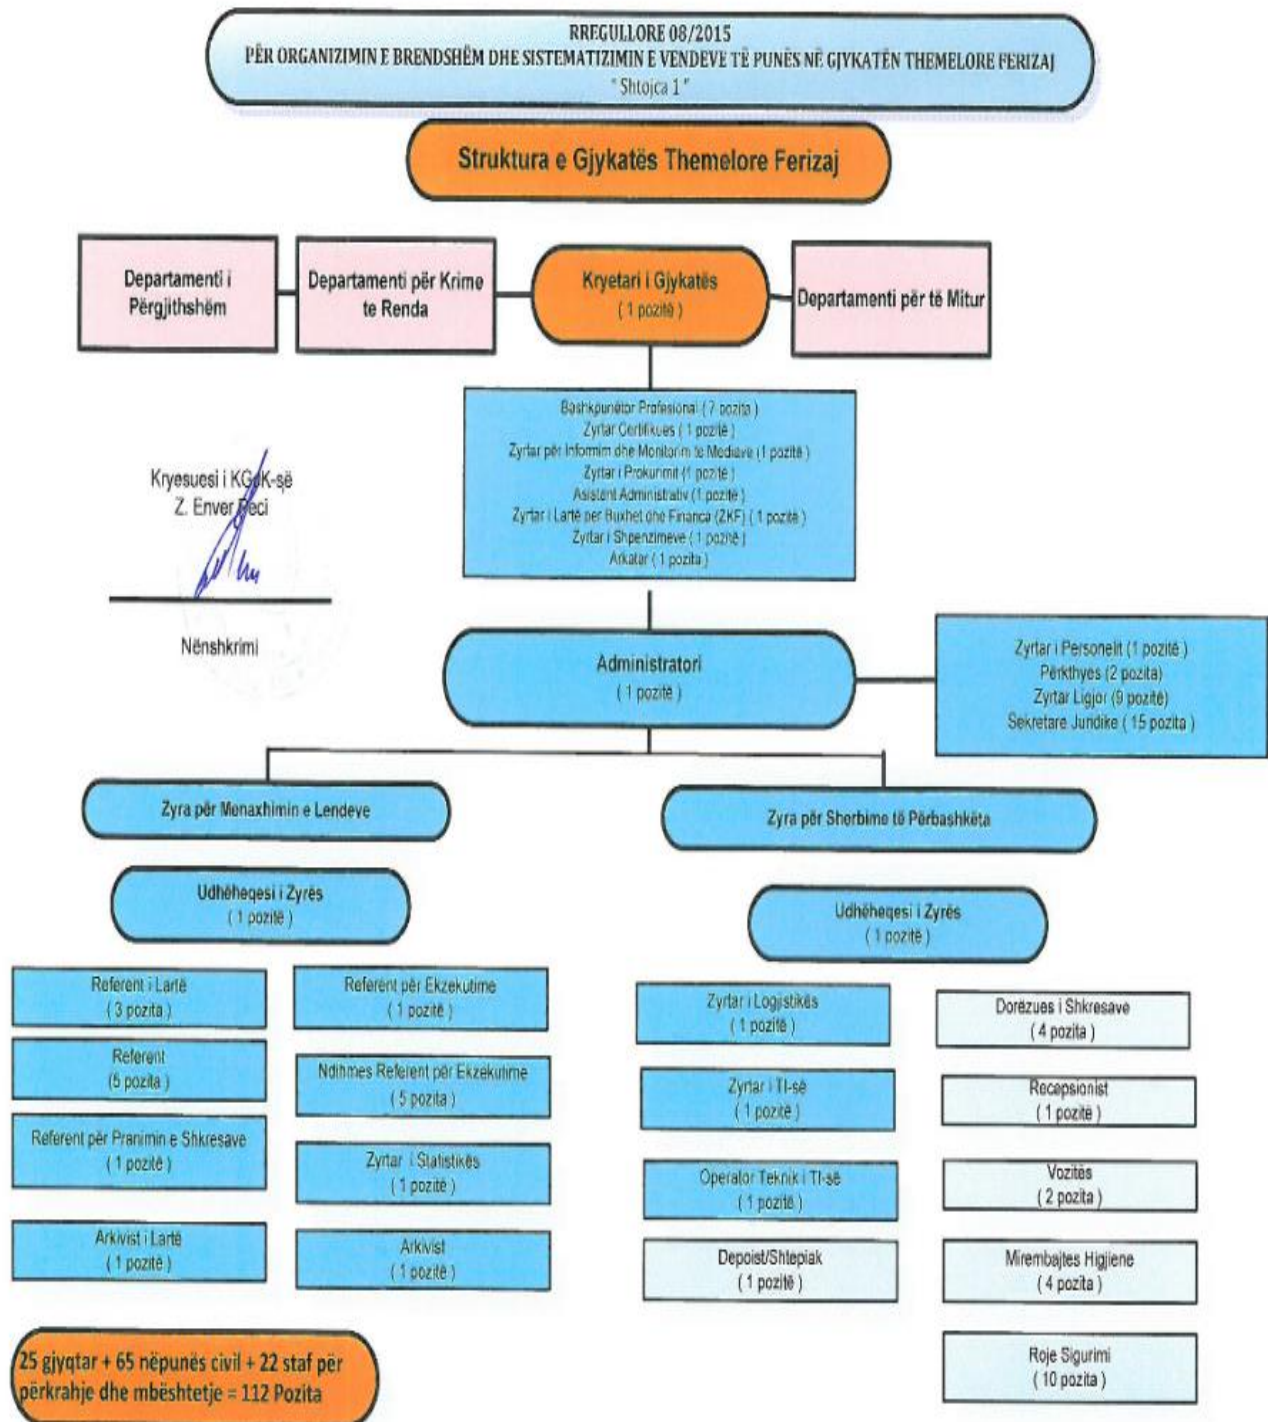 RREGULLORE 08/2015
PËR ORGANIZIMIN E BRENDSHËM DHE SISTEMATIZIMIN E VENDEVE TË PUNËS NË GJYKATËN THEMELORE FERIZAJ
" Shtojca 1 "
Struktura e Gjykatës Themelore Ferizaj
Departamenti i
Përgjithshëm
Departamenti për Krime
te Renda
Kryetari i Gjykatës
( 1 pozitë )
Departamenti për të Mitur
Bashkpunëtor Profesional ( 7 pozita )
Zyrtar Certifikues ( 1 pozitë )
Zyrtar për Informim dhe Monitorim te Mediave (1 pozitë )
Zyrtar i Prokurimit (1 pozitë )
Asistent Administrativ (1 pozitë )
Zyrtar i Lartë per Buxhet dhe Financa (ZKF) ( 1 pozitë )
Zyrtar i Shpenzimeve ( 1 pozitë )
Arkatar ( 1 pozita )
Kryesuesi i KGjK-së
Z. Enver Peci
Nënshkrimi
Administratori
( 1 pozitë )
Zyrtar i Personelit (1 pozitë )
Përkthyes (2 pozita)
Zyrtar Ligjor (9 pozitë)
Sekretare Juridike ( 15 pozita )
Zyra për Menaxhimin e Lendeve
Zyra për Sherbime të Përbashkëta
Udhëheqesi i Zyrës
( 1 pozitë )
Udhëheqesi i Zyrës
( 1 pozitë )
Referent i Lartë
( 3 pozita )
Referent për Ekzekutime
( 1 pozitë )
Referent
(5 pozita )
Ndihmes Referent për Ekzekutime
( 5 pozita )
Referent për Pranimin e Shkresave
( 1 pozitë )
Zyrtar i Statistikës
( 1 pozitë )
Arkivist i Lartë
( 1 pozitë )
Arkivist
( 1 pozitë )
Zyrtar i Logjistikës
( 1 pozitë )
Dorëzues i Shkresave
( 4 pozita )
Zyrtar i TI-së
( 1 pozitë )
Recepsionist
( 1 pozitë )
Operator Teknik i TI-së
( 1 pozitë )
Vozitës
( 2 pozita )
Depoist/Shtepiak
( 1 pozitë )
Mirembajtes Higjiene
( 4 pozita )
Roje Sigurimi
( 10 pozita )
25 gjyqtar + 65 nëpunës civil + 22 staf për
përkrahje dhe mbështetje = 112 Pozita